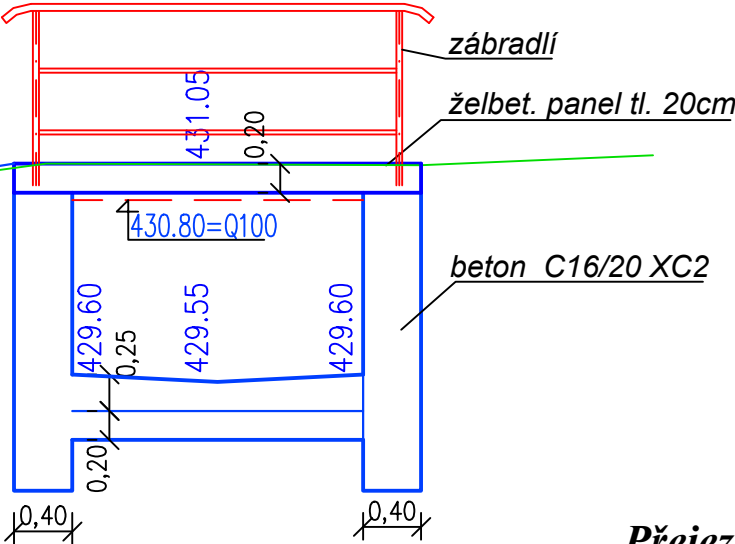 zábradlí
želbet. panel tl. 20cm
431.05
0,20
430.80=Q100
beton C16/20 XC2
429.60
0,25
429.55
429.60
0,20
0,40
0,40